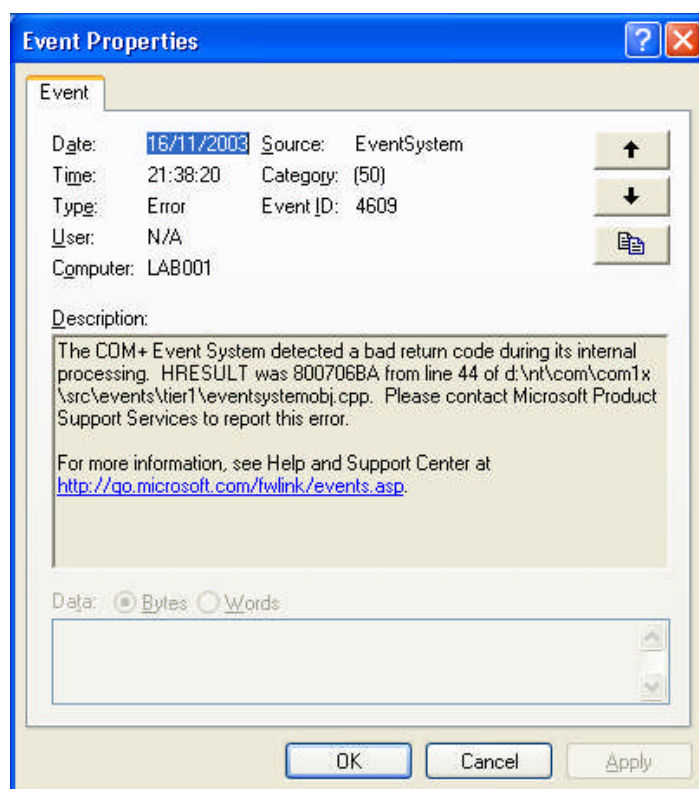 Event Properties
Event
Date: 16/11/2003 Source: EventSystem
Time: 21:38:20 Category: (50)
Type: Error Event ID: 4609
User: N/A
Computer: LAB001
Description:
The COM+ Event System detected a bad return code during its internal
processing. HRESULT was 800706BA from line 44 of d:\nt\com\com1x
\src\events\tier1\eventsystemobj.cpp. Please contact Microsoft Product
Support Services to report this error.
For more information, see Help and Support Center at
http://go.microsoft.com/fwlink/events.asp.
Data: Bytes Words
OK Cancel Apply